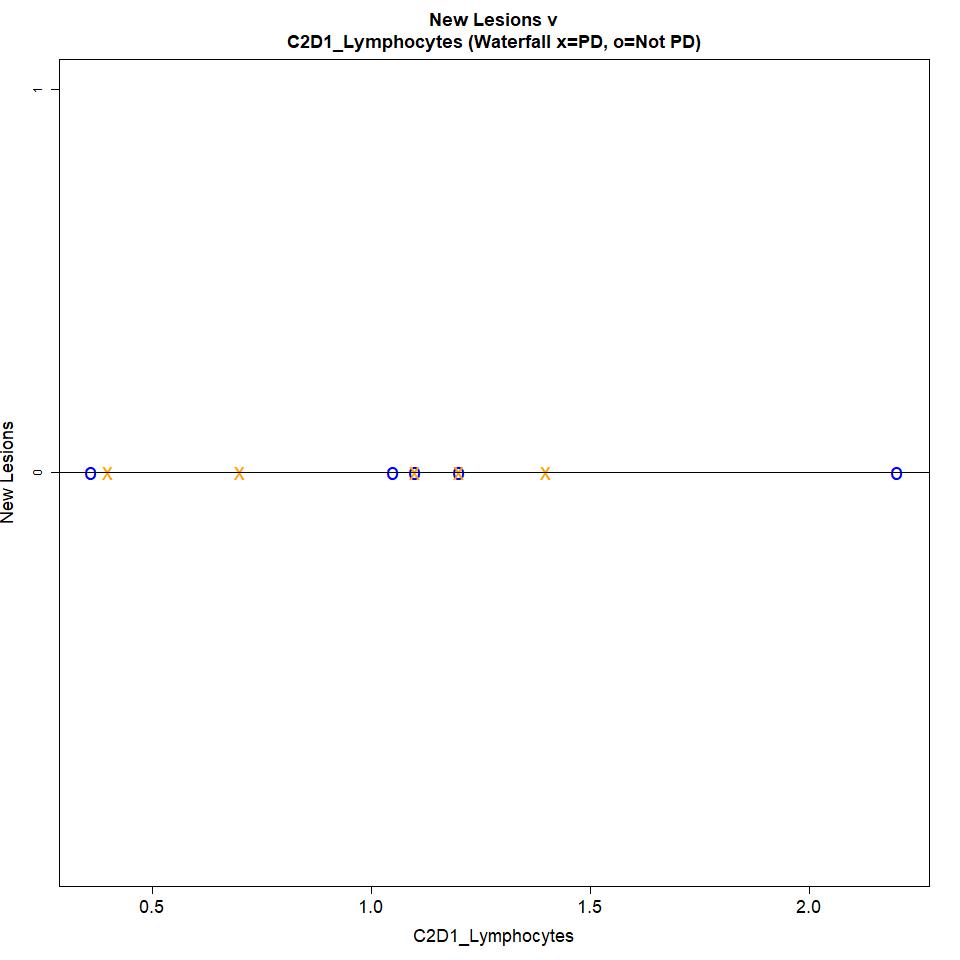 New Lesions v
C2D1_Lymphocytes (Waterfall x=PD, o=Not PD)
1
New Lesions
0
o x x o o x o x x o
0.5 1.0 1.5 2.0
C2D1_Lymphocytes